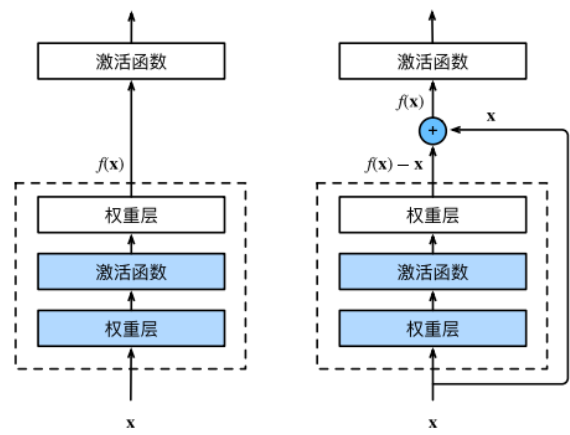 激活函数
f(x)
权重层
激活函数
权重层
x
激活函数
f(x)
+
x
f(x) − x
权重层
激活函数
权重层
x